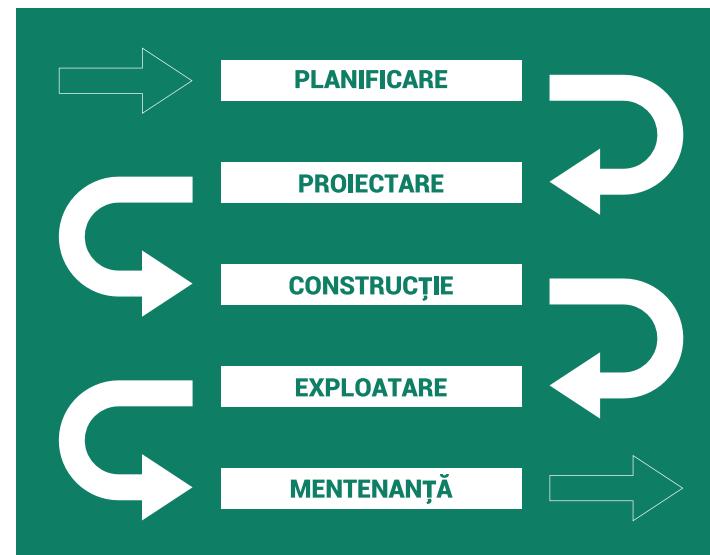 PLANIFICARE
PROIECTARE
CONSTRUCȚIE
EXPLOATARE
MENTENANȚĂ